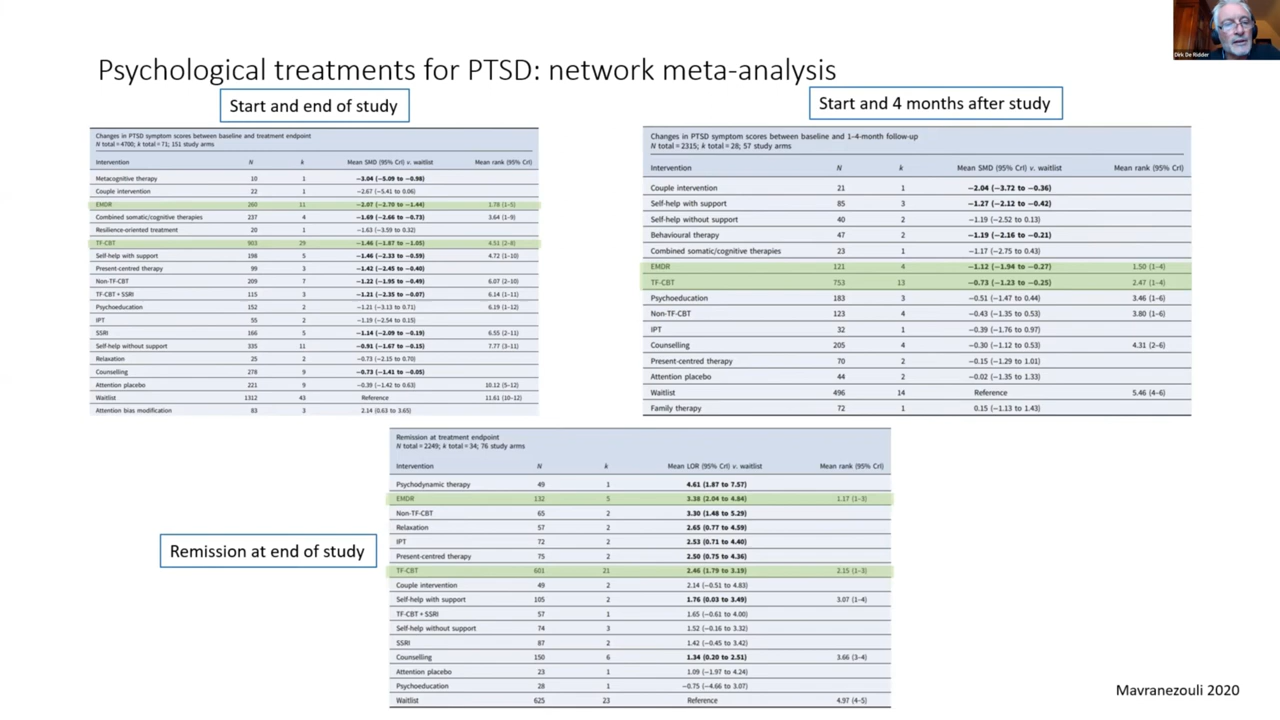 Dirk De Ridder
Psychological treatments for PTSD: network meta-analysis
Start and end of study
Changes in PTSD symptom scores between baseline and treatment endpoint
N total = 4700; k total = 71; 151 study arms
Intervention N k Mean SMD (95% CrI) v. waitlist Mean rank (95% CrI)
Metacognitive therapy 10 1 −3.04 (−5.09 to −0.98)
Couple intervention 22 1 −2.67 (−5.41 to 0.06)
EMDR 260 11 −2.07 (−2.70 to −1.44) 1.78 (1–5)
Combined somatic/cognitive therapies 237 4 −1.69 (−2.66 to −0.73) 3.64 (1–9)
Resilience-oriented treatment 20 1 −1.63 (−3.59 to 0.32)
TF-CBT 903 29 −1.46 (−1.87 to −1.05) 4.51 (2–8)
Self-help with support 198 5 −1.46 (−2.33 to −0.59) 4.72 (1–10)
Present-centred therapy 99 3 −1.42 (−2.45 to −0.40)
Non-TF-CBT 209 7 −1.22 (−1.95 to −0.49) 6.07 (2–10)
TF-CBT + SSRI 115 3 −1.21 (−2.35 to −0.07) 6.14 (1–11)
Psychoeducation 152 2 −1.21 (−3.13 to 0.71) 6.19 (1–12)
IPT 55 2 −1.19 (−2.54 to 0.15)
SSRI 166 5 −1.14 (−2.09 to −0.19) 6.55 (2–11)
Self-help without support 335 11 −0.91 (−1.67 to −0.15) 7.77 (3–11)
Relaxation 25 2 −0.73 (−2.15 to 0.70)
Counselling 278 9 −0.73 (−1.41 to −0.05)
Attention placebo 221 9 −0.39 (−1.42 to 0.63) 10.12 (5–12)
Waitlist 1312 43 Reference 11.61 (10–12)
Attention bias modification 83 3 2.14 (0.63 to 3.65)
Start and 4 months after study
Changes in PTSD symptom scores between baseline and 1–4-month follow-up
N total = 2315; k total = 28; 57 study arms
Intervention N k Mean SMD (95% CrI) v. waitlist Mean rank (95% CrI)
Couple intervention 21 1 −2.04 (−3.72 to −0.36)
Self-help with support 85 3 −1.27 (−2.12 to −0.42)
Self-help without support 40 2 −1.19 (−2.52 to 0.13)
Behavioural therapy 47 2 −1.19 (−2.16 to −0.21)
Combined somatic/cognitive therapies 23 1 −1.17 (−2.75 to 0.43)
EMDR 121 4 −1.12 (−1.94 to −0.27) 1.50 (1–4)
TF-CBT 753 13 −0.73 (−1.23 to −0.25) 2.47 (1–4)
Psychoeducation 183 3 −0.51 (−1.47 to 0.44) 3.46 (1–6)
Non-TF-CBT 123 4 −0.43 (−1.35 to 0.53) 3.80 (1–6)
IPT 32 1 −0.39 (−1.76 to 0.97)
Counselling 205 4 −0.30 (−1.12 to 0.53) 4.31 (2–6)
Present-centred therapy 70 2 −0.15 (−1.29 to 1.01)
Attention placebo 44 2 −0.02 (−1.35 to 1.33)
Waitlist 496 14 Reference 5.46 (4–6)
Family therapy 72 1 0.15 (−1.13 to 1.43)
Remission at end of study
Remission at treatment endpoint
N total = 2249; k total = 34; 76 study arms
Intervention N k Mean LOR (95% CrI) v. waitlist Mean rank (95% CrI)
Psychodynamic therapy 49 1 4.61 (1.87 to 7.57)
EMDR 132 5 3.38 (2.04 to 4.84) 1.17 (1–3)
Non-TF-CBT 65 2 3.30 (1.48 to 5.29)
Relaxation 57 2 2.65 (0.77 to 4.59)
IPT 72 2 2.53 (0.71 to 4.40)
Present-centred therapy 75 2 2.50 (0.75 to 4.36)
TF-CBT 601 21 2.46 (1.79 to 3.19) 2.15 (1–3)
Couple intervention 49 2 2.14 (−0.51 to 4.83)
Self-help with support 105 2 1.76 (0.03 to 3.49) 3.07 (1–4)
TF-CBT + SSRI 57 1 1.65 (−0.61 to 4.00)
Self-help without support 74 3 1.52 (−0.16 to 3.32)
SSRI 87 2 1.42 (−0.45 to 3.42)
Counselling 150 6 1.34 (0.20 to 2.51) 3.66 (3–4)
Attention placebo 23 1 1.09 (−1.97 to 4.24)
Psychoeducation 28 1 −0.75 (−4.66 to 3.07)
Waitlist 625 23 Reference 4.97 (4–5)
Mavranezouli 2020